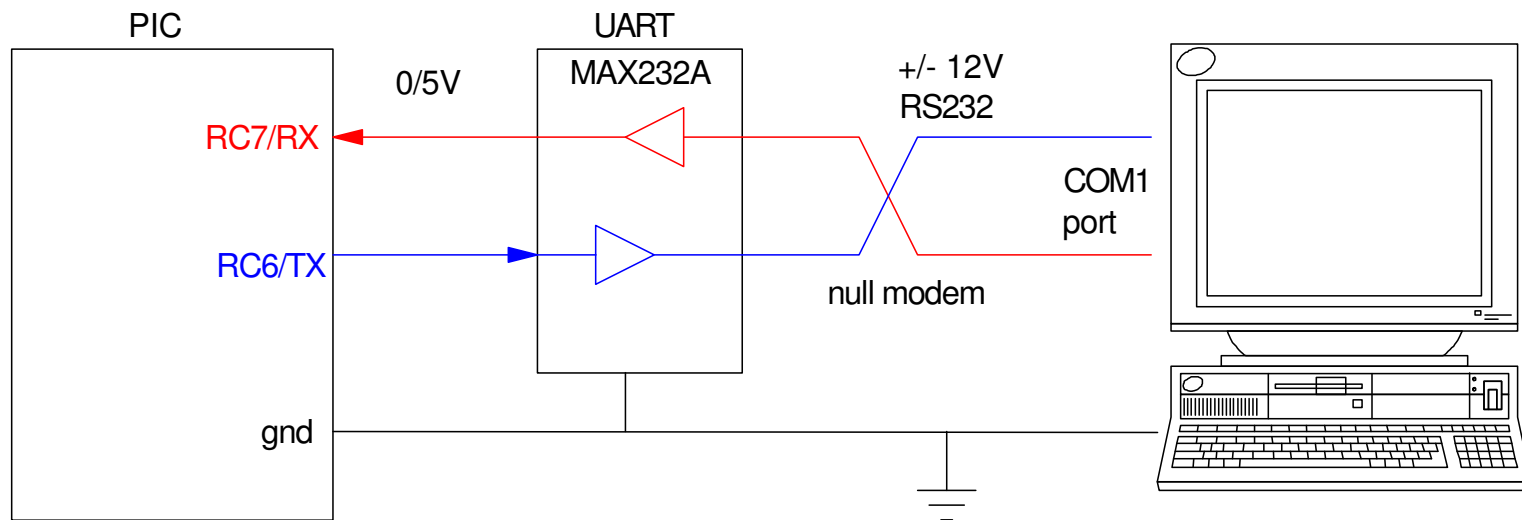 PIC
UART
MAX232A
0/5V
+/- 12V
RS232
RC7/RX
COM1
port
RC6/TX
null modem
gnd